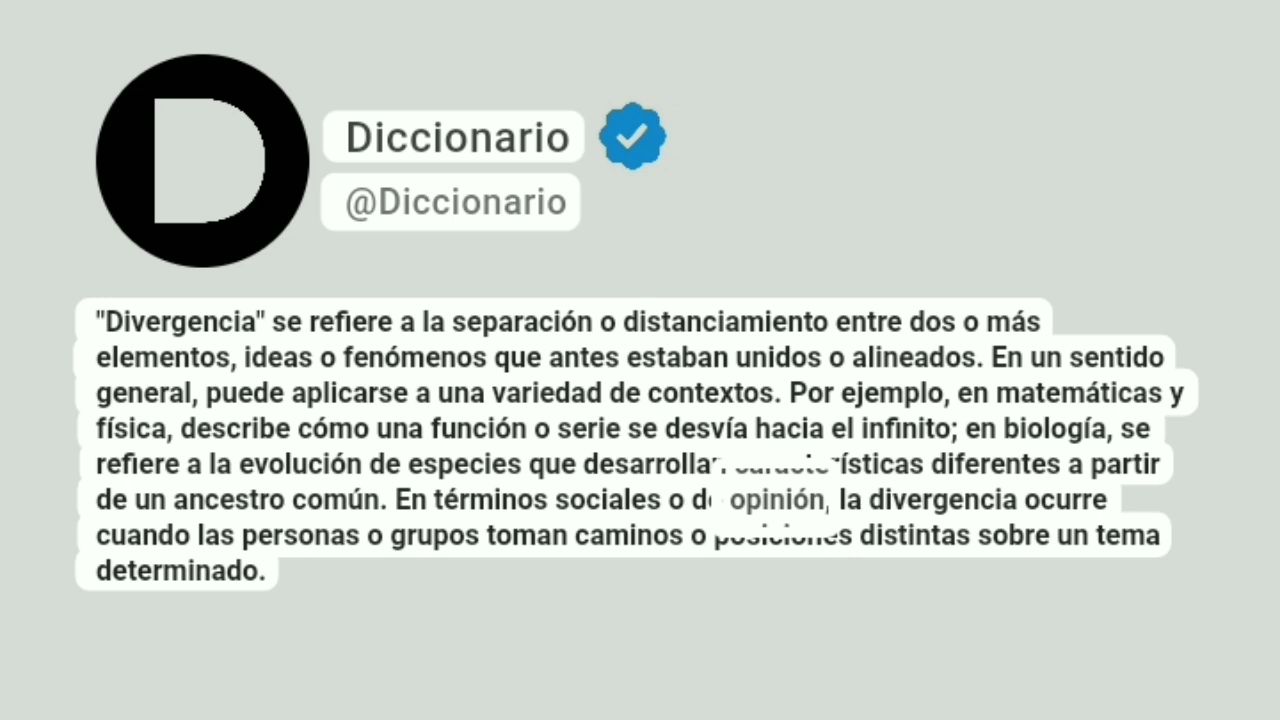 D
Diccionario
@Diccionario
"Divergencia" se refiere a la separación o distanciamiento entre dos o más
elementos, ideas o fenómenos que antes estaban unidos o alineados. En un sentido
general, puede aplicarse a una variedad de contextos. Por ejemplo, en matemáticas y
física, describe cómo una función o serie se desvía hacia el infinito; en biología, se
refiere a la evolución de especies que desarrollan características diferentes a partir
de un ancestro común. En términos sociales o de opinión, la divergencia ocurre
cuando las personas o grupos toman caminos o posiciones distintas sobre un tema
determinado.